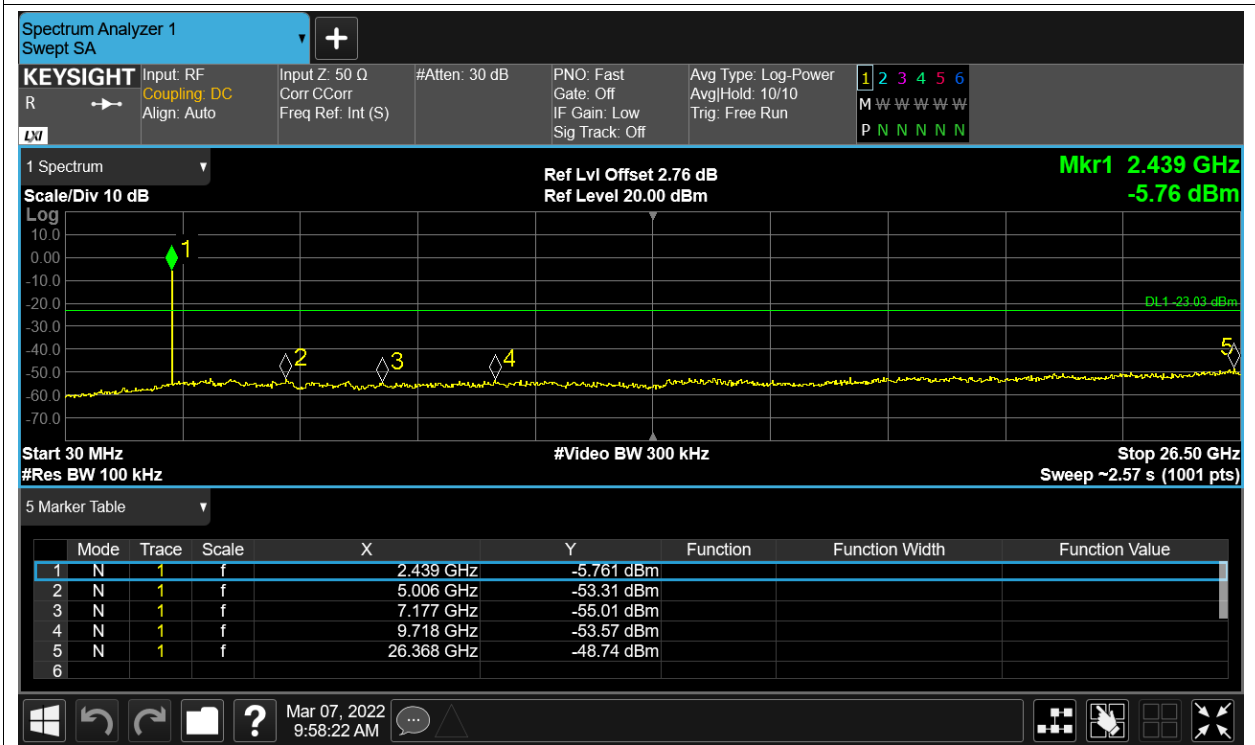 Spectrum Analyzer 1
Swept SA
KEYSIGHT
R
LXI
Input: RF
Coupling: DC
Align: Auto
Input Z: 50 Ω
Corr CCorr
Freq Ref: Int (S)
#Atten: 30 dB
PNO: Fast
Gate: Off
IF Gain: Low
Sig Track: Off
Avg Type: Log-Power
Avg|Hold: 10/10
Trig: Free Run
1 2 3 4 5 6
M W W W W W
P N N N N N
1 Spectrum
Scale/Div 10 dB
Ref Lvl Offset 2.76 dB
Ref Level 20.00 dBm
Mkr1 2.439 GHz
-5.76 dBm
Log
10.0
0.00
-10.0
-20.0
-30.0
-40.0
-50.0
-60.0
-70.0
1
2
3
4
5
DL1 -23.03 dBm
Start 30 MHz
#Res BW 100 kHz
#Video BW 300 kHz
Stop 26.50 GHz
Sweep ~2.57 s (1001 pts)
5 Marker Table
Mode Trace Scale X Y Function Function Width Function Value
1 N 1 f 2.439 GHz -5.761 dBm
2 N 1 f 5.006 GHz -53.31 dBm
3 N 1 f 7.177 GHz -55.01 dBm
4 N 1 f 9.718 GHz -53.57 dBm
5 N 1 f 26.368 GHz -48.74 dBm
6
?
Mar 07, 2022
9:58:22 AM